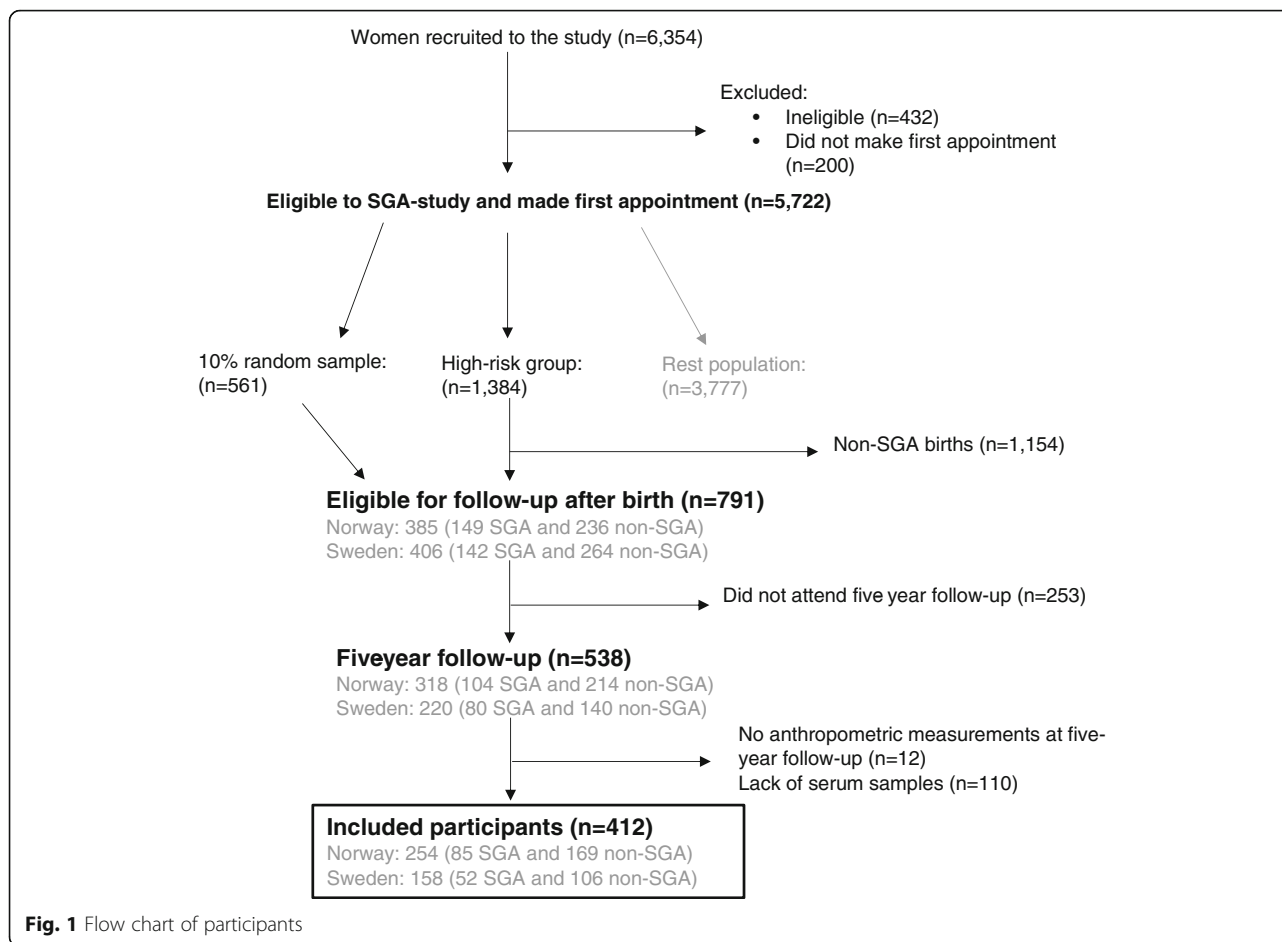 Women recruited to the study (n=6,354)
Excluded:
• Ineligible (n=432)
• Did not make first appointment
(n=200)
Eligible to SGA-study and made first appointment (n=5,722)
10% random sample:
(n=561)
High-risk group:
(n=1,384)
Rest population:
(n=3,777)
Non-SGA births (n=1,154)
Eligible for follow-up after birth (n=791)
Norway: 385 (149 SGA and 236 non-SGA)
Sweden: 406 (142 SGA and 264 non-SGA)
Did not attend five year follow-up (n=253)
Fiveyear follow-up (n=538)
Norway: 318 (104 SGA and 214 non-SGA)
Sweden: 220 (80 SGA and 140 non-SGA)
No anthropometric measurements at five-
year follow-up (n=12)
Lack of serum samples (n=110)
Included participants (n=412)
Norway: 254 (85 SGA and 169 non-SGA)
Sweden: 158 (52 SGA and 106 non-SGA)
Fig. 1 Flow chart of participants